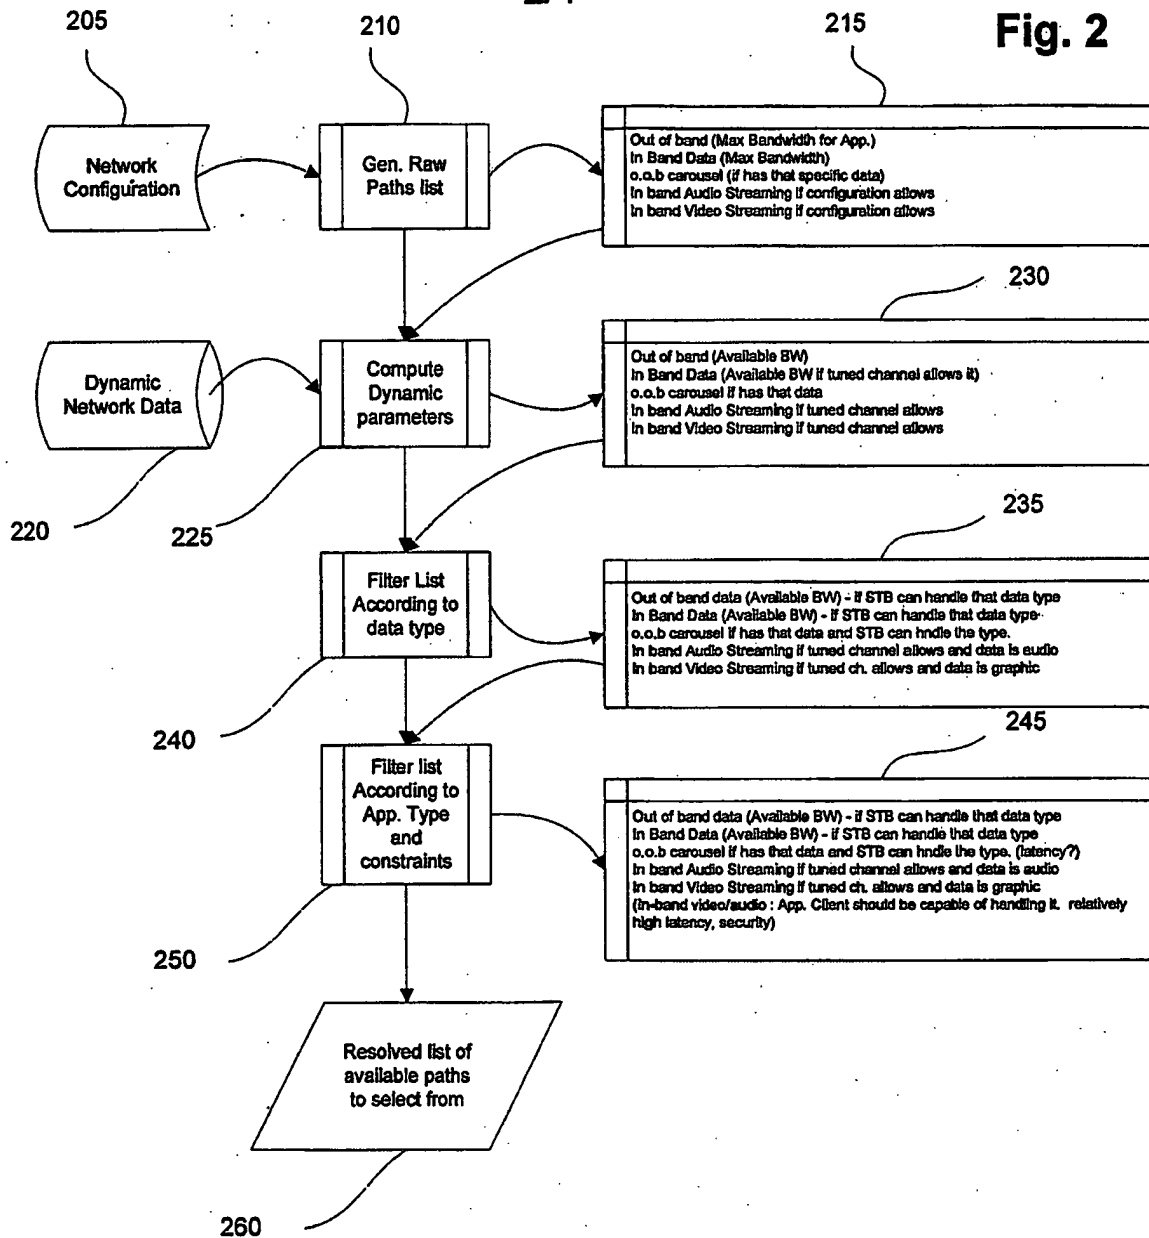 205
210
215
Fig. 2
Network
Configuration
Gen. Raw
Paths list
Out of band (Max Bandwidth for App.)
In Band Data (Max Bandwidth)
o.o.b carousel (if has that specific data)
In band Audio Streaming if configuration allows
In band Video Streaming if configuration allows
230
Dynamic
Network Data
Compute
Dynamic
parameters
Out of band (Available BW)
In Band Data (Available BW if tuned channel allows it)
o.o.b carousel if has that data
In band Audio Streaming if tuned channel allows
In band Video Streaming if tuned channel allows
220
225
235
Filter List
According to
data type
Out of band data (Available BW) - if STB can handle that data type
In Band Data (Available BW) - if STB can handle that data type
o.o.b carousel if has that data and STB can hndle the type.
In band Audio Streaming if tuned channel allows and data is audio
In band Video Streaming if tuned ch. allows and data is graphic
240
245
Filter list
According to
App. Type
and
constraints
Out of band data (Available BW) - if STB can handle that data type
In Band Data (Available BW) - if STB can handle that data type
o.o.b carousel if has that data and STB can hndle the type. (latency?)
In band Audio Streaming if tuned channel allows and data is audio
In band Video Streaming if tuned ch. allows and data is graphic
(in-band video/audio : App. Client should be capable of handling it. relatively
high latency, security)
250
Resolved list of
available paths
to select from
260